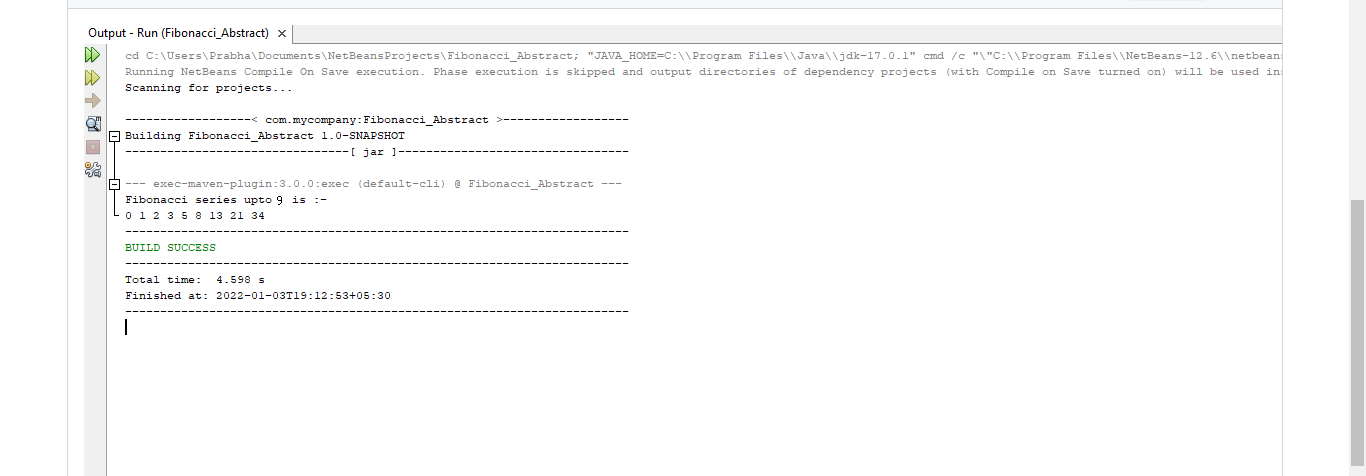 Output - Run (Fibonacci_Abstract) ×
cd C:\Users\Prabha\Documents\NetBeansProjects\Fibonacci_Abstract; "JAVA_HOME=C:\\Program Files\\Java\\jdk-17.0.1" cmd /c "\"C:\\Program Files\\NetBeans-12.6\\netbeans
Running NetBeans Compile On Save execution. Phase execution is skipped and output directories of dependency projects (with Compile on Save turned on) will be used in
Scanning for projects...
------------------< com.mycompany:Fibonacci_Abstract >------------------
Building Fibonacci_Abstract 1.0-SNAPSHOT
--------------------------------[ jar ]---------------------------------
--- exec-maven-plugin:3.0.0:exec (default-cli) @ Fibonacci_Abstract ---
Fibonacci series upto 9 is :-
0 1 2 3 5 8 13 21 34
------------------------------------------------------------------------
BUILD SUCCESS
------------------------------------------------------------------------
Total time:  4.598 s
Finished at: 2022-01-03T19:12:53+05:30
------------------------------------------------------------------------